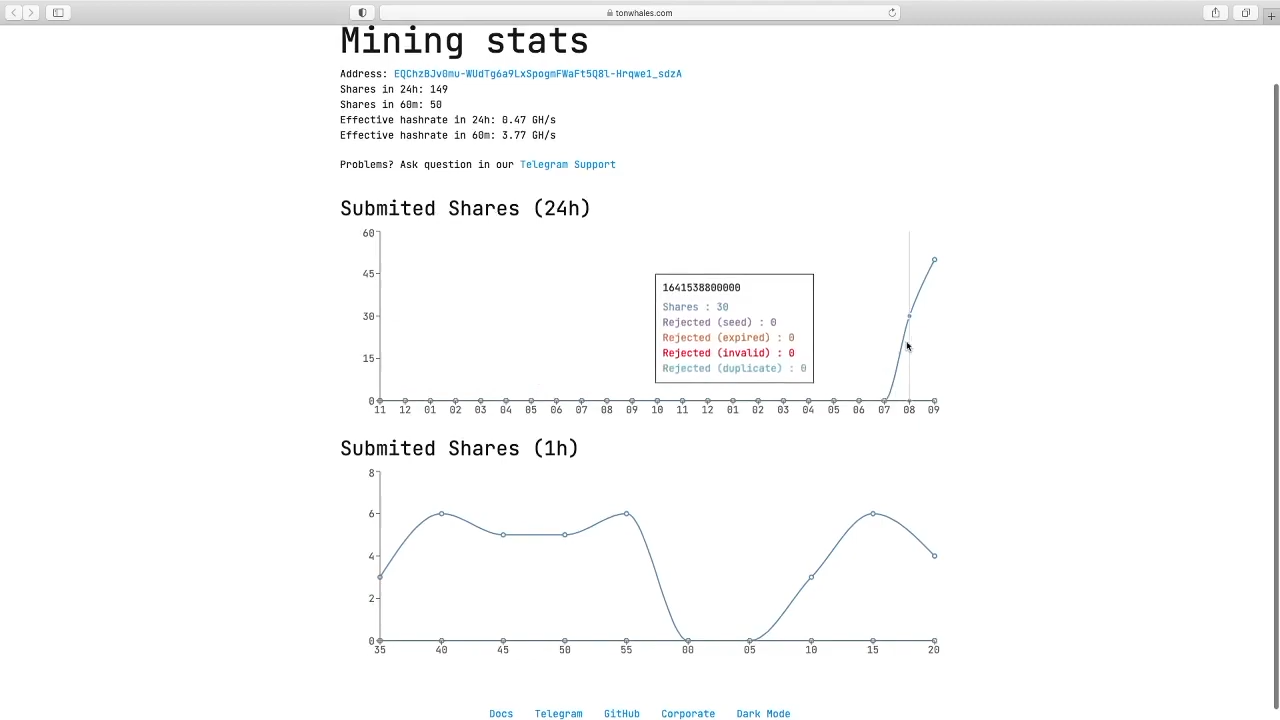 tonwhales.com
Mining stats
Address: EQChzBJv0mu-WUdTg6a9LxSpogmFWaFt5Q8l-Hrqwe1_sdzA
Shares in 24h: 149
Shares in 60m: 50
Effective hashrate in 24h: 0.47 GH/s
Effective hashrate in 60m: 3.77 GH/s
Problems? Ask question in our Telegram Support
Submited Shares (24h)
60
45
30
15
0
1641538800000
Shares : 30
Rejected (seed) : 0
Rejected (expired) : 0
Rejected (invalid) : 0
Rejected (duplicate) : 0
11 12 01 02 03 04 05 06 07 08 09 10 11 12 01 02 03 04 05 06 07 08 09
Submited Shares (1h)
8
6
4
2
0
35 40 45 50 55 00 05 10 15 20
Docs Telegram GitHub Corporate Dark Mode